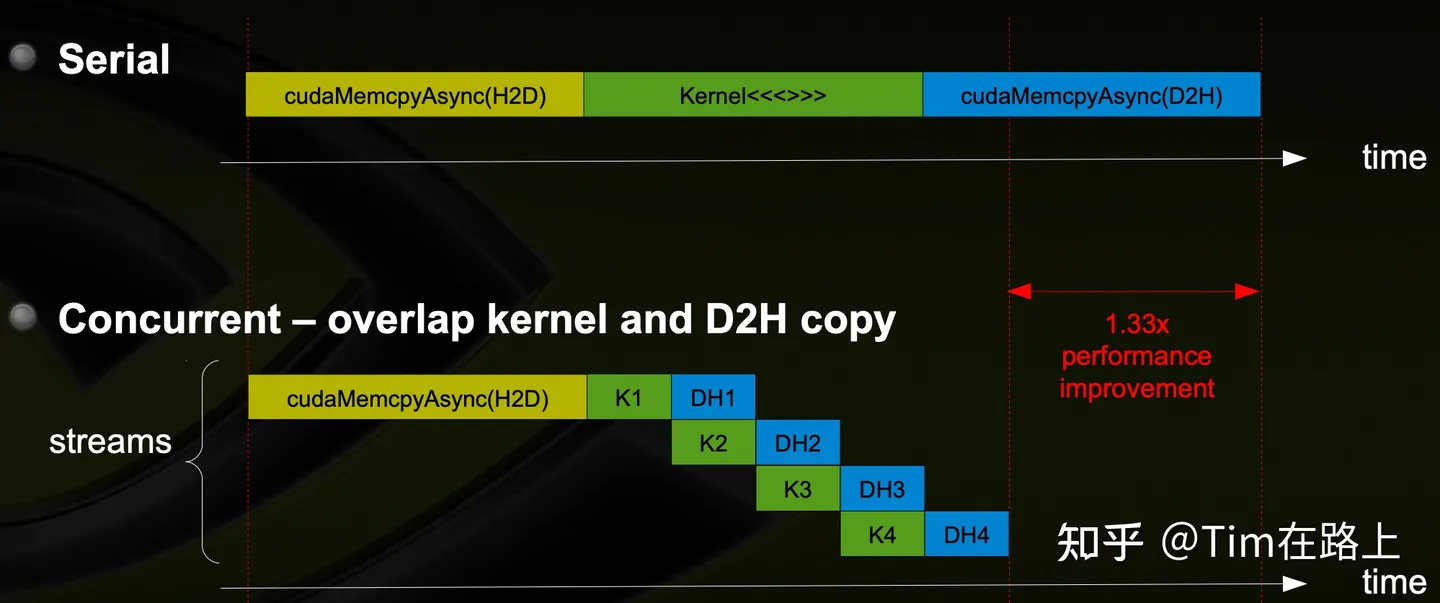 Serial
cudaMemcpyAsync(H2D) Kernel<<<>>> cudaMemcpyAsync(D2H)
time
Concurrent – overlap kernel and D2H copy
1.33x
performance
improvement
streams
cudaMemcpyAsync(H2D) K1 DH1
K2 DH2
K3 DH3
K4 DH4
知乎 @Tim在路上
time